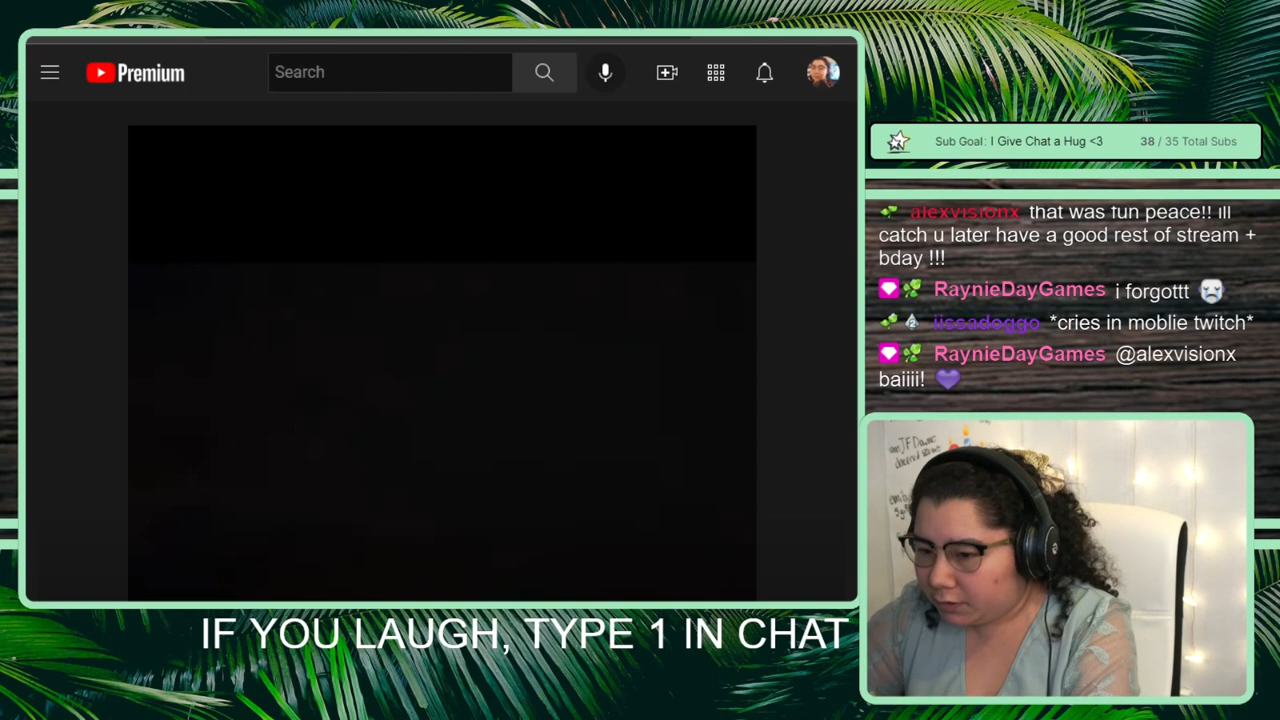 Premium
Search
Sub Goal: I Give Chat a Hug <3
38 / 35 Total Subs
alexvisionx that was fun peace!! ill
catch u later have a good rest of stream +
bday !!!
RaynieDayGames i forgottt
iissadoggo *cries in moblie twitch*
RaynieDayGames @alexvisionx
baiiii!
IF YOU LAUGH, TYPE 1 IN CHAT